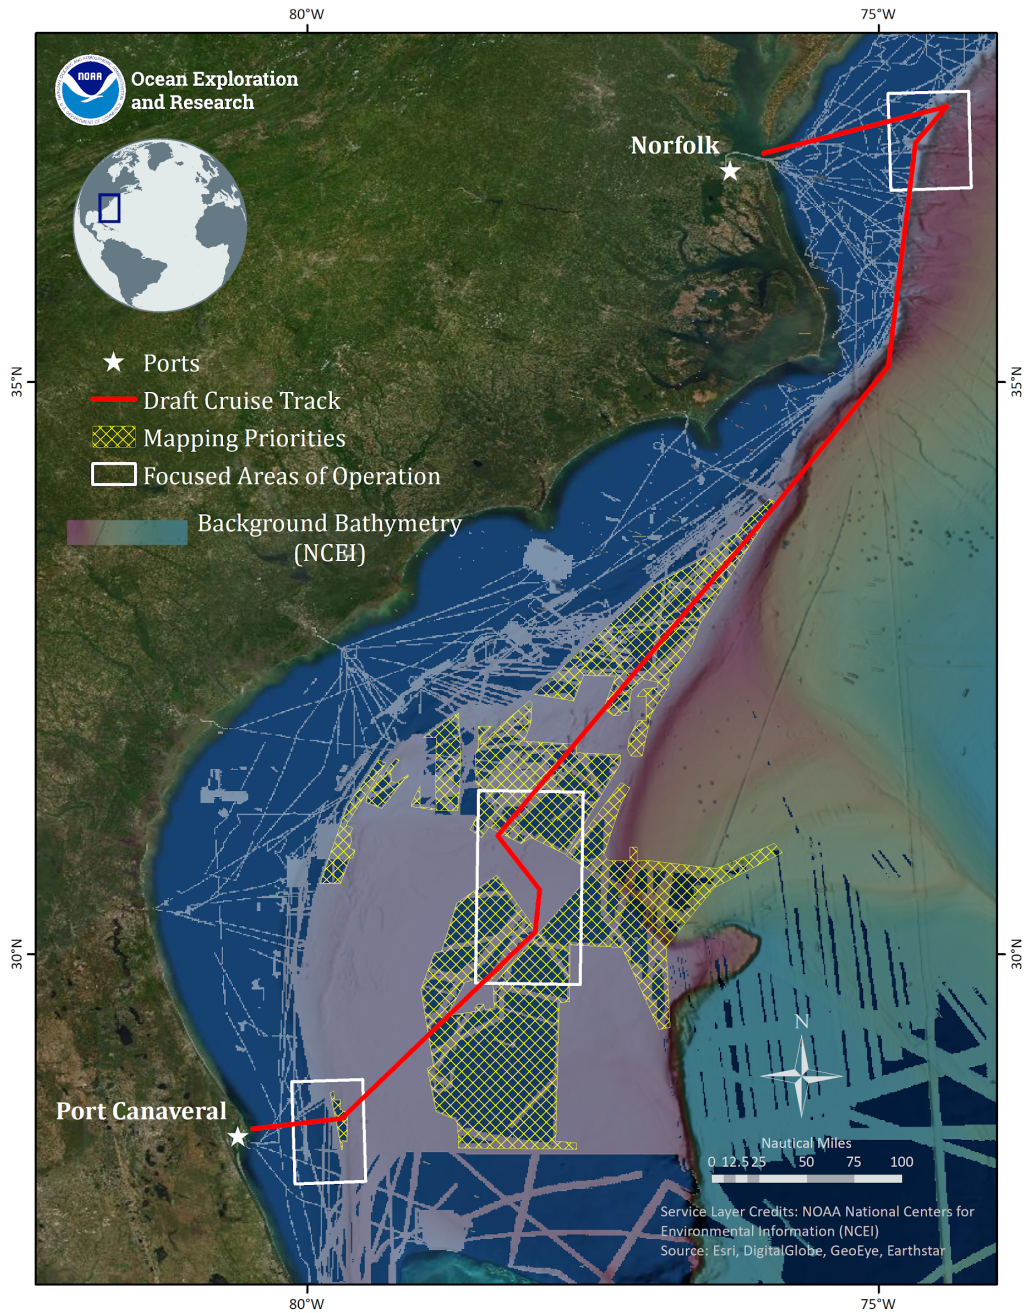 80°W
75°W
NOAA
Ocean Exploration
and Research
Norfolk
35°N
35°N
Ports
Draft Cruise Track
Mapping Priorities
Focused Areas of Operation
Background Bathymetry
(NCEI)
30°N
30°N
N
Port Canaveral
Nautical Miles
0 12.5 25 50 75 100
Service Layer Credits: NOAA National Centers for
Environmental Information (NCEI)
Source: Esri, DigitalGlobe, GeoEye, Earthstar
80°W
75°W